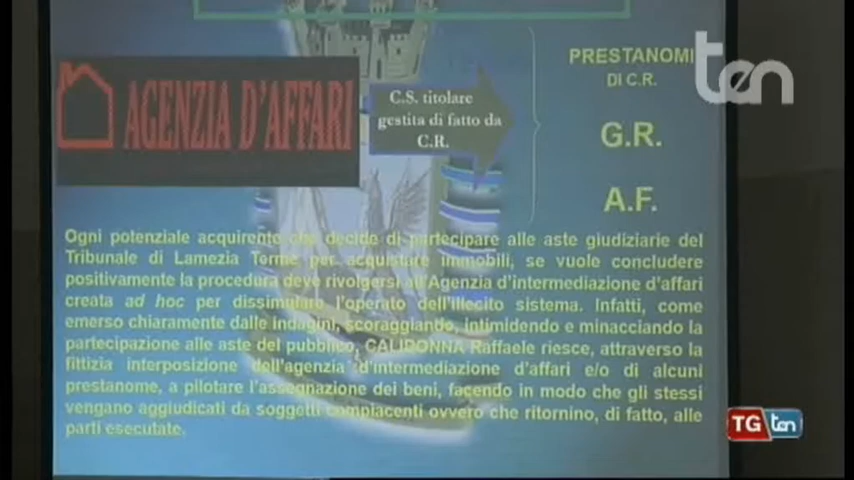 ten
AGENZIA D'AFFARI
C.S. titolare
gestita di fatto da
C.R.
PRESTANOMI
DI C.R.
G.R.
A.F.
Ogni potenziale acquirente che decide di partecipare alle aste giudiziarie del
Tribunale di Lamezia Terme per acquistare immobili, se vuole concludere
positivamente la procedura deve rivolgersi all'Agenzia d'intermediazione d'affari
creata ad hoc per dissimulare l'operato dell'illecito sistema. Infatti, come
emerso chiaramente dalle indagini, scoraggiando, intimidendo e minacciando la
partecipazione alle aste del pubblico, CALIDONNA Raffaele riesce, attraverso la
fittizia interposizione dell'agenzia d'intermediazione d'affari e/o di alcuni
prestanome, a pilotare l'assegnazione dei beni, facendo in modo che gli stessi
vengano aggiudicati da soggetti compiacenti ovvero che ritornino, di fatto, alle
parti esecutate.
TG ten